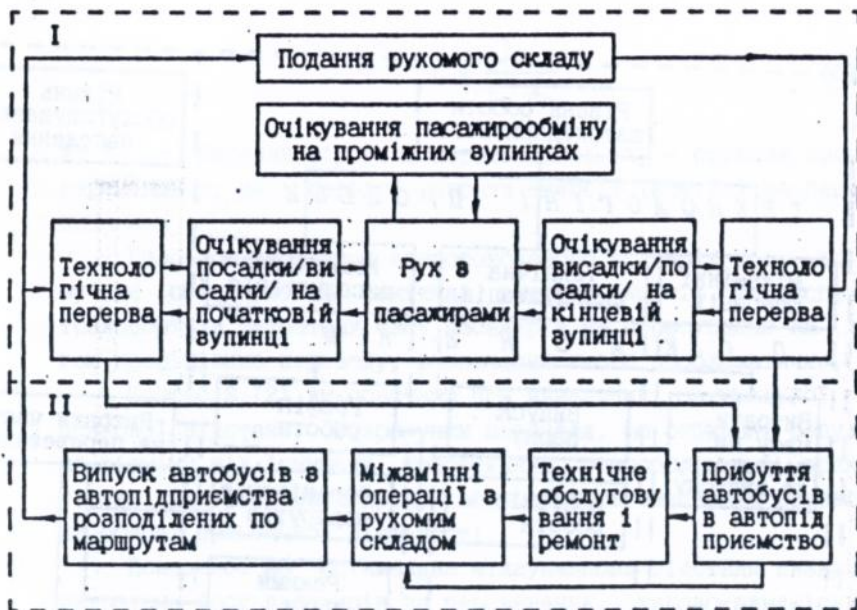 I
Подання рухомого складу
Очікування пасажирообміну
на проміжних зупинках
Техноло
гічна
перерва
Очікування
посадки/ви
садки/ на
початковій
зупинці
Рух з
пасажирами
Очікування
висадки/по
садки/ на
кінцевій
зупинці
Техноло
гічна
перерва
II
Випуск автобусів з
автопідприємства
розподілених по
маршрутам
Міжзмінні
операції з
рухомим
складом
Технічне
обслугову
вання і
ремонт
Прибуття
автобусів
в автопід
приємство